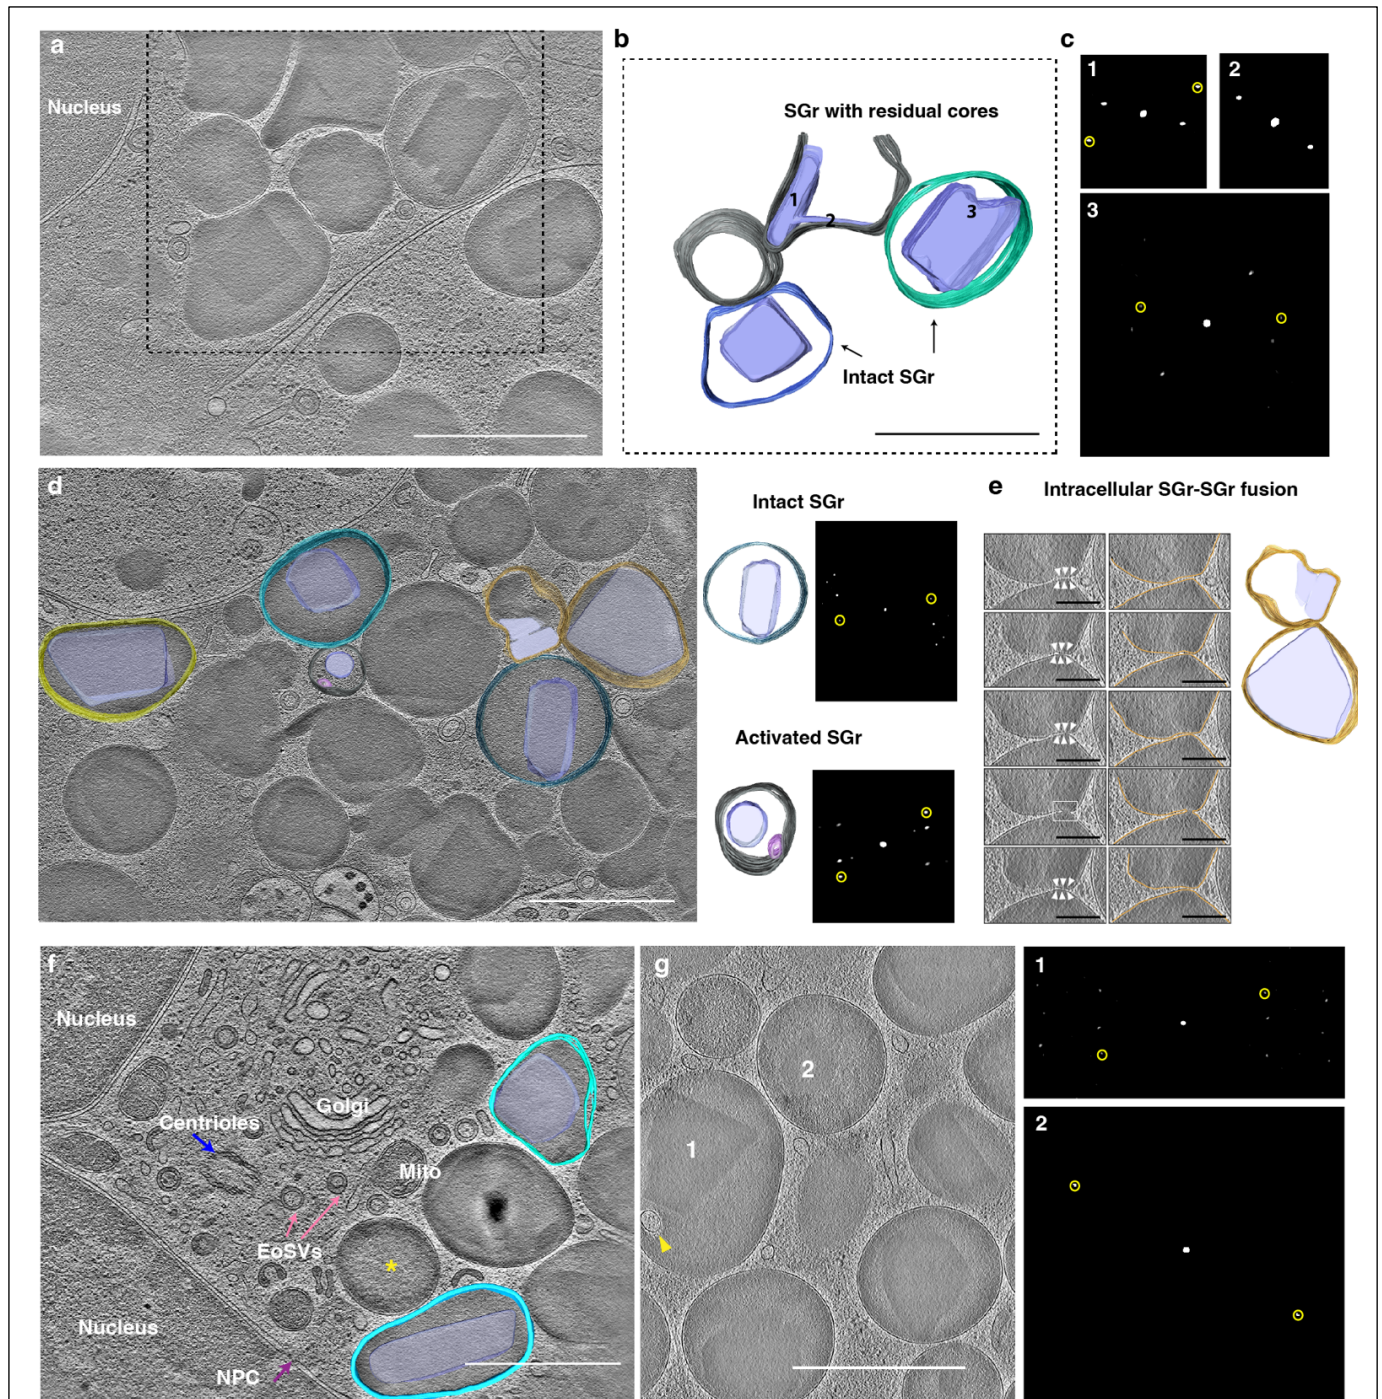 a
Nucleus
b
SGr with residual cores
1
2
3
Intact SGr
c
1
2
3
d
Intact SGr
Activated SGr
e
Intracellular SGr-SGr fusion
f
Nucleus
Golgi
Centrioles
Mito
EoSVs
*
Nucleus
NPC
g
2
1
1
2